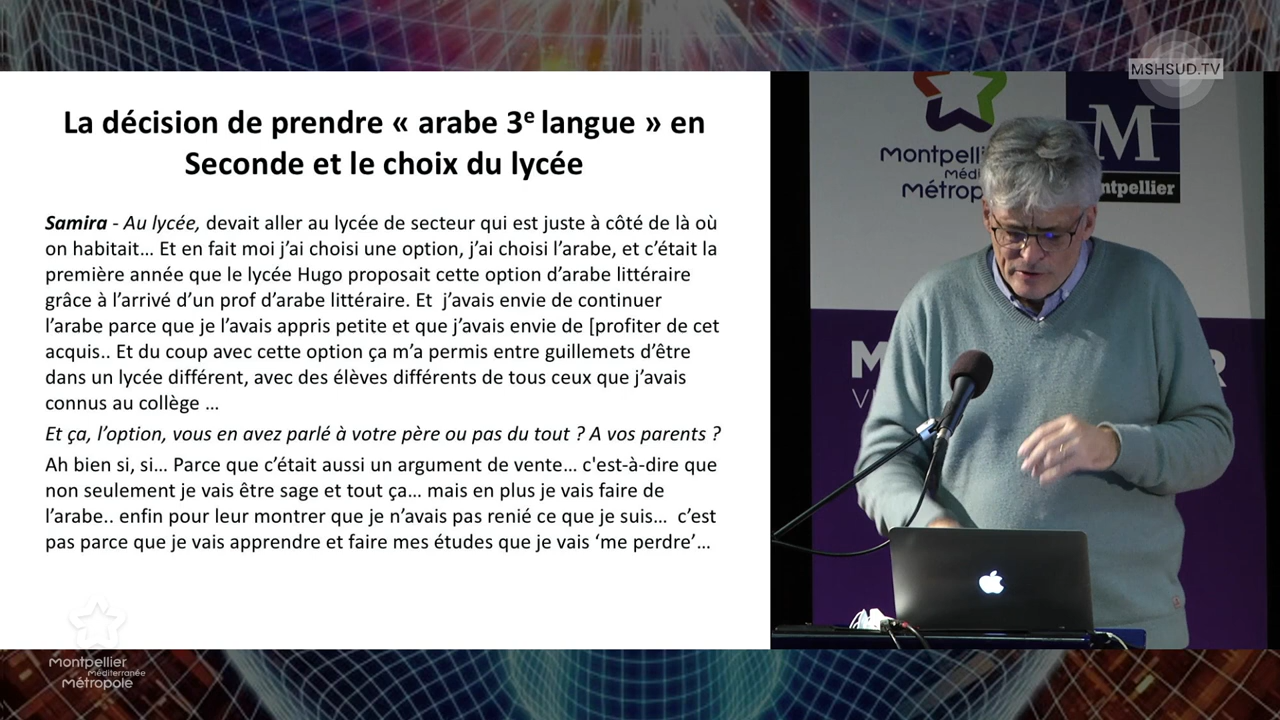 MSHSUD.TV
La décision de prendre « arabe 3e langue » en
Seconde et le choix du lycée
Samira - Au lycée, devait aller au lycée de secteur qui est juste à côté de là où
on habitait… Et en fait moi j’ai choisi une option, j’ai choisi l’arabe, et c’était la
première année que le lycée Hugo proposait cette option d’arabe littéraire
grâce à l’arrivé d’un prof d’arabe littéraire. Et j’avais envie de continuer
l’arabe parce que je l’avais appris petite et que j’avais envie de [profiter de cet
acquis.. Et du coup avec cette option ça m’a permis entre guillemets d’être
dans un lycée différent, avec des élèves différents de tous ceux que j’avais
connus au collège …
Et ça, l’option, vous en avez parlé à votre père ou pas du tout ? A vos parents ?
Ah bien si, si… Parce que c’était aussi un argument de vente… c'est-à-dire que
non seulement je vais être sage et tout ça… mais en plus je vais faire de
l’arabe.. enfin pour leur montrer que je n’avais pas renié ce que je suis… c’est
pas parce que je vais apprendre et faire mes études que je vais ‘me perdre’…
Montpelli
médi
Métropo
M
ntpellier
M
R
Montpellier
Méditerranée
Métropole